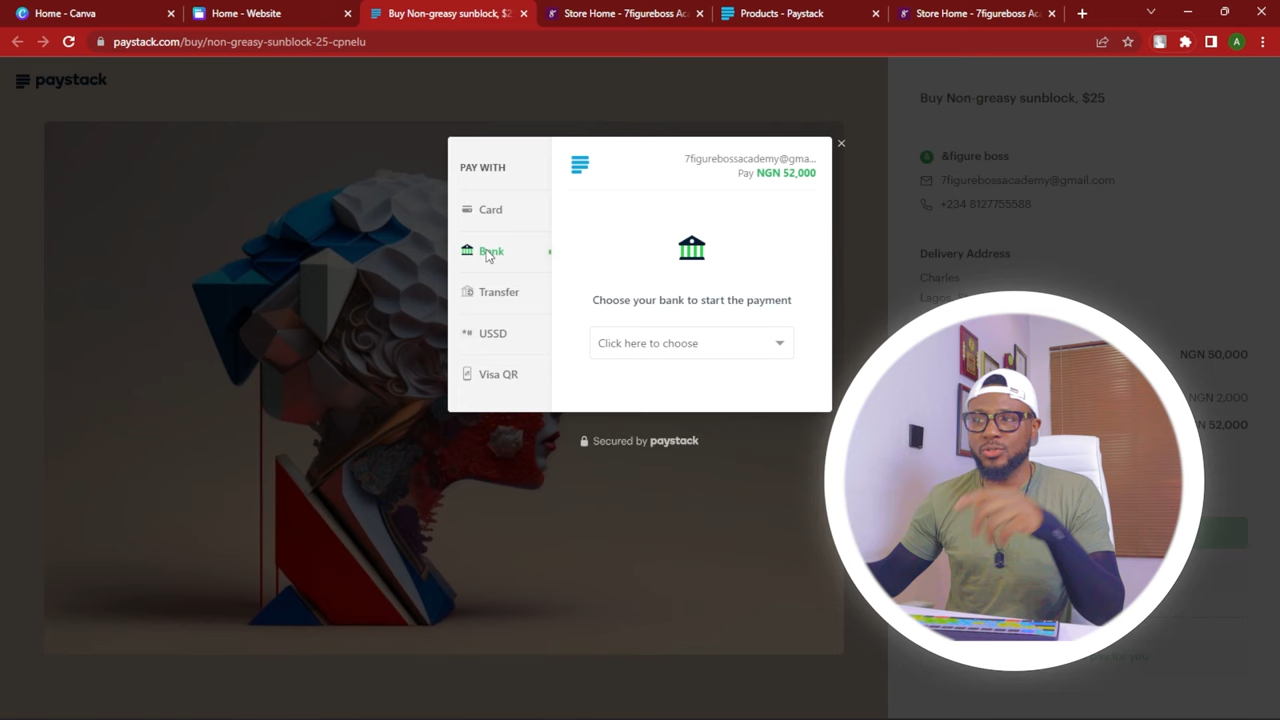 Home - Canva
Home - Website
Buy Non-greasy sunblock, $2
Store Home - 7figureboss Ac
Products - Paystack
Store Home - 7figureboss Ac
paystack.com/buy/non-greasy-sunblock-25-cpnelu
A
paystack
PAY WITH
Card
Bank
Transfer
USSD
Visa QR
7figurebossacademy@gma...
Pay NGN 52,000
Choose your bank to start the payment
Click here to choose
Secured by paystack
Buy Non-greasy sunblock, $25
&figure boss
7figurebossacademy@gmail.com
+234 8127755588
Delivery Address
Charles
Lagos,
NGN 50,000
NGN 2,000
52,000
for you